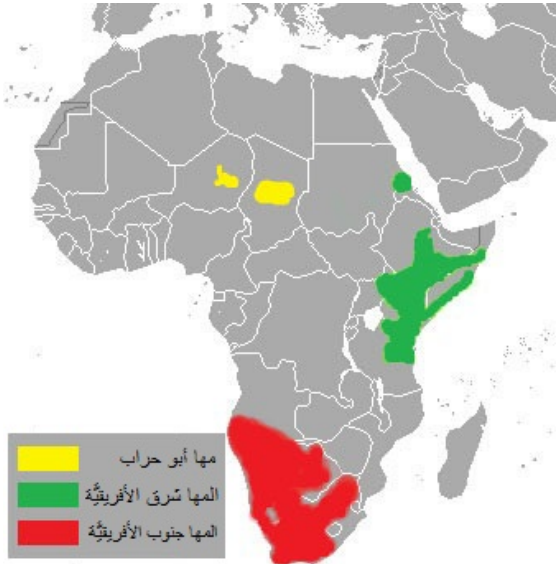 مها أبو حراب
المها شرق الأفريقيَّة
المها جنوب الأفريقيَّة